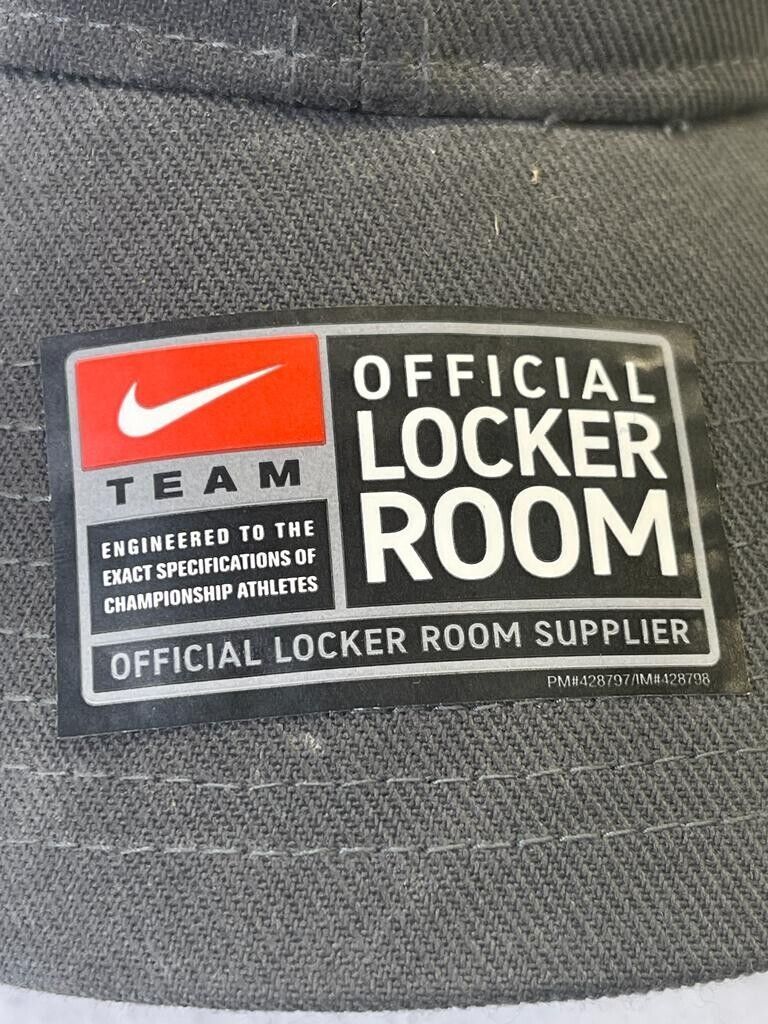 TEAM
ENGINEERED TO THE
EXACT SPECIFICATIONS OF
CHAMPIONSHIP ATHLETES
OFFICIAL
LOCKER
ROOM
OFFICIAL LOCKER ROOM SUPPLIER
PM#428797/IM#428798